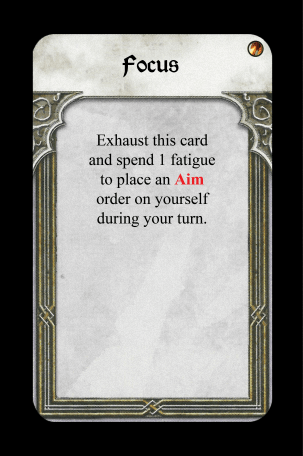 Focus
Exhaust this card
and spend 1 fatigue
to place an Aim
order on yourself
during your turn.